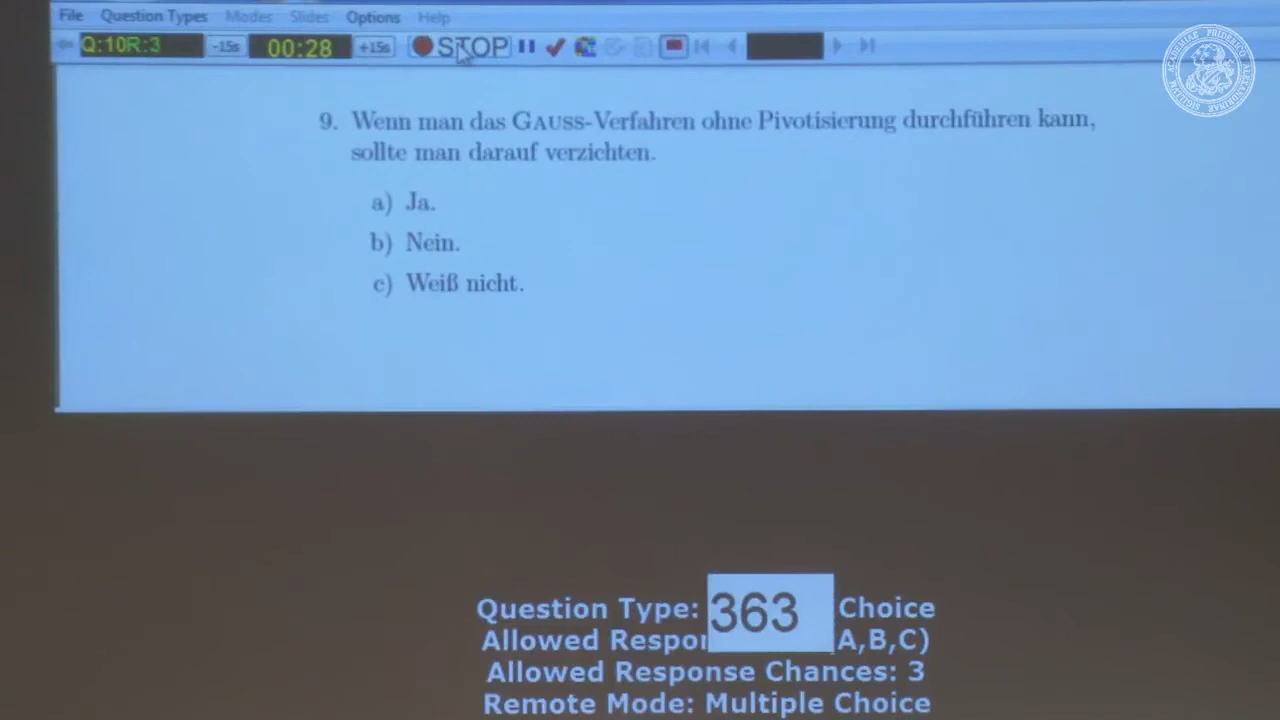 File Question Types Modes Slides Options Help
Q:10R:3 -15s 00:28 +15s STOP
9. Wenn man das GAUSS-Verfahren ohne Pivotisierung durchführen kann,
sollte man darauf verzichten.
a) Ja.
b) Nein.
c) Weiß nicht.
Question Type: 363 Choice
Allowed Respo A,B,C)
Allowed Response Chances: 3
Remote Mode: Multiple Choice